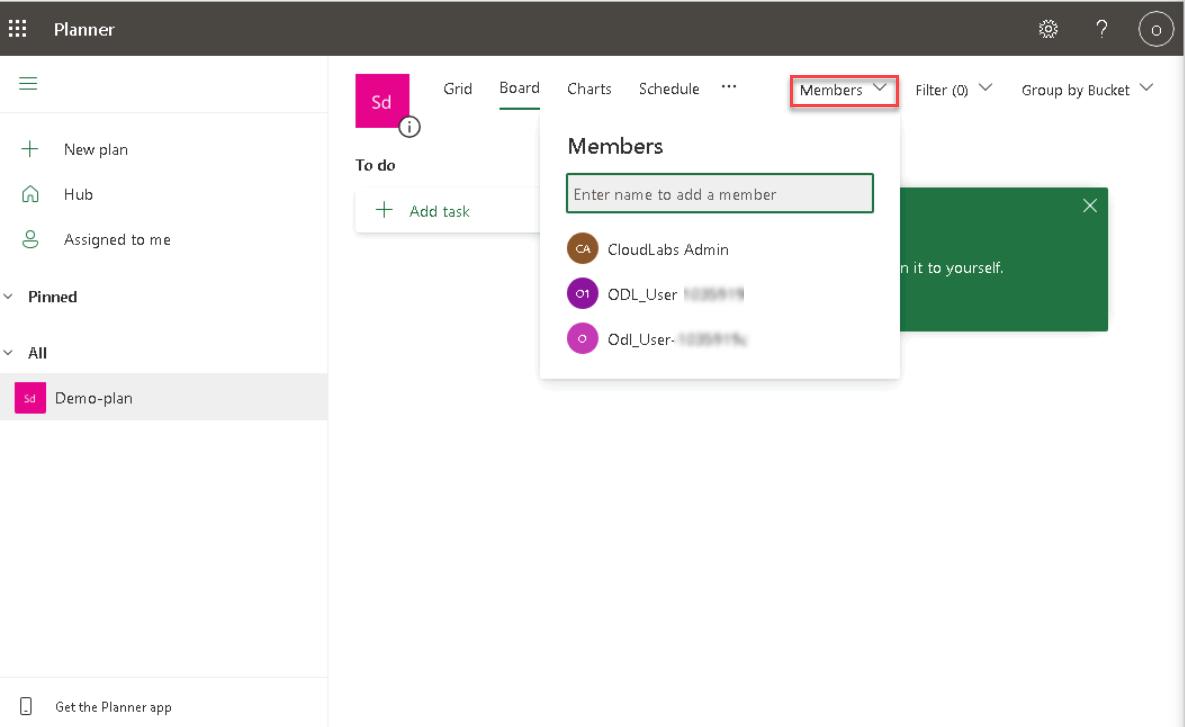 Planner
?
O
Sd
i
Grid
Board
Charts
Schedule
...
Members
Filter (0)
Group by Bucket
New plan
Hub
Assigned to me
Pinned
All
Sd
Demo-plan
Get the Planner app
To do
Add task
Members
Enter name to add a member
CA
CloudLabs Admin
O1
ODL_User
O
Odl_User-
n it to yourself.